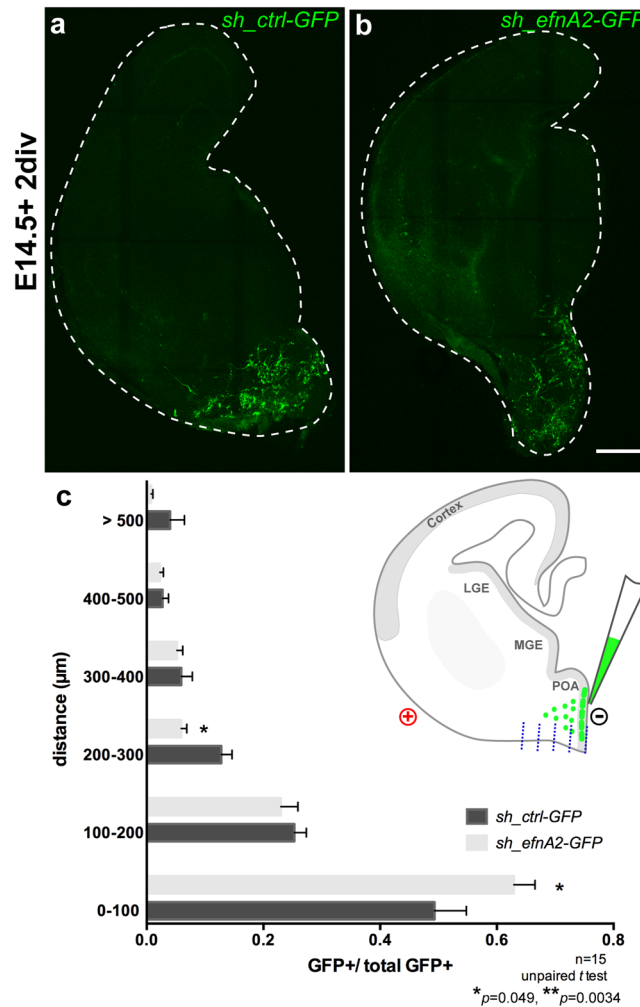 a
sh_ctrl-GFP
b
sh_efnA2-GFP
E14.5+ 2div
c
> 500
400-500
300-400
200-300
100-200
0-100
distance (µm)
*
*
0.0
0.2
0.4
0.6
0.8
GFP+/ total GFP+
Cortex
LGE
MGE
POA
+
−
sh_ctrl-GFP
sh_efnA2-GFP
n=15
unpaired t test
*p=0.049, **p=0.0034